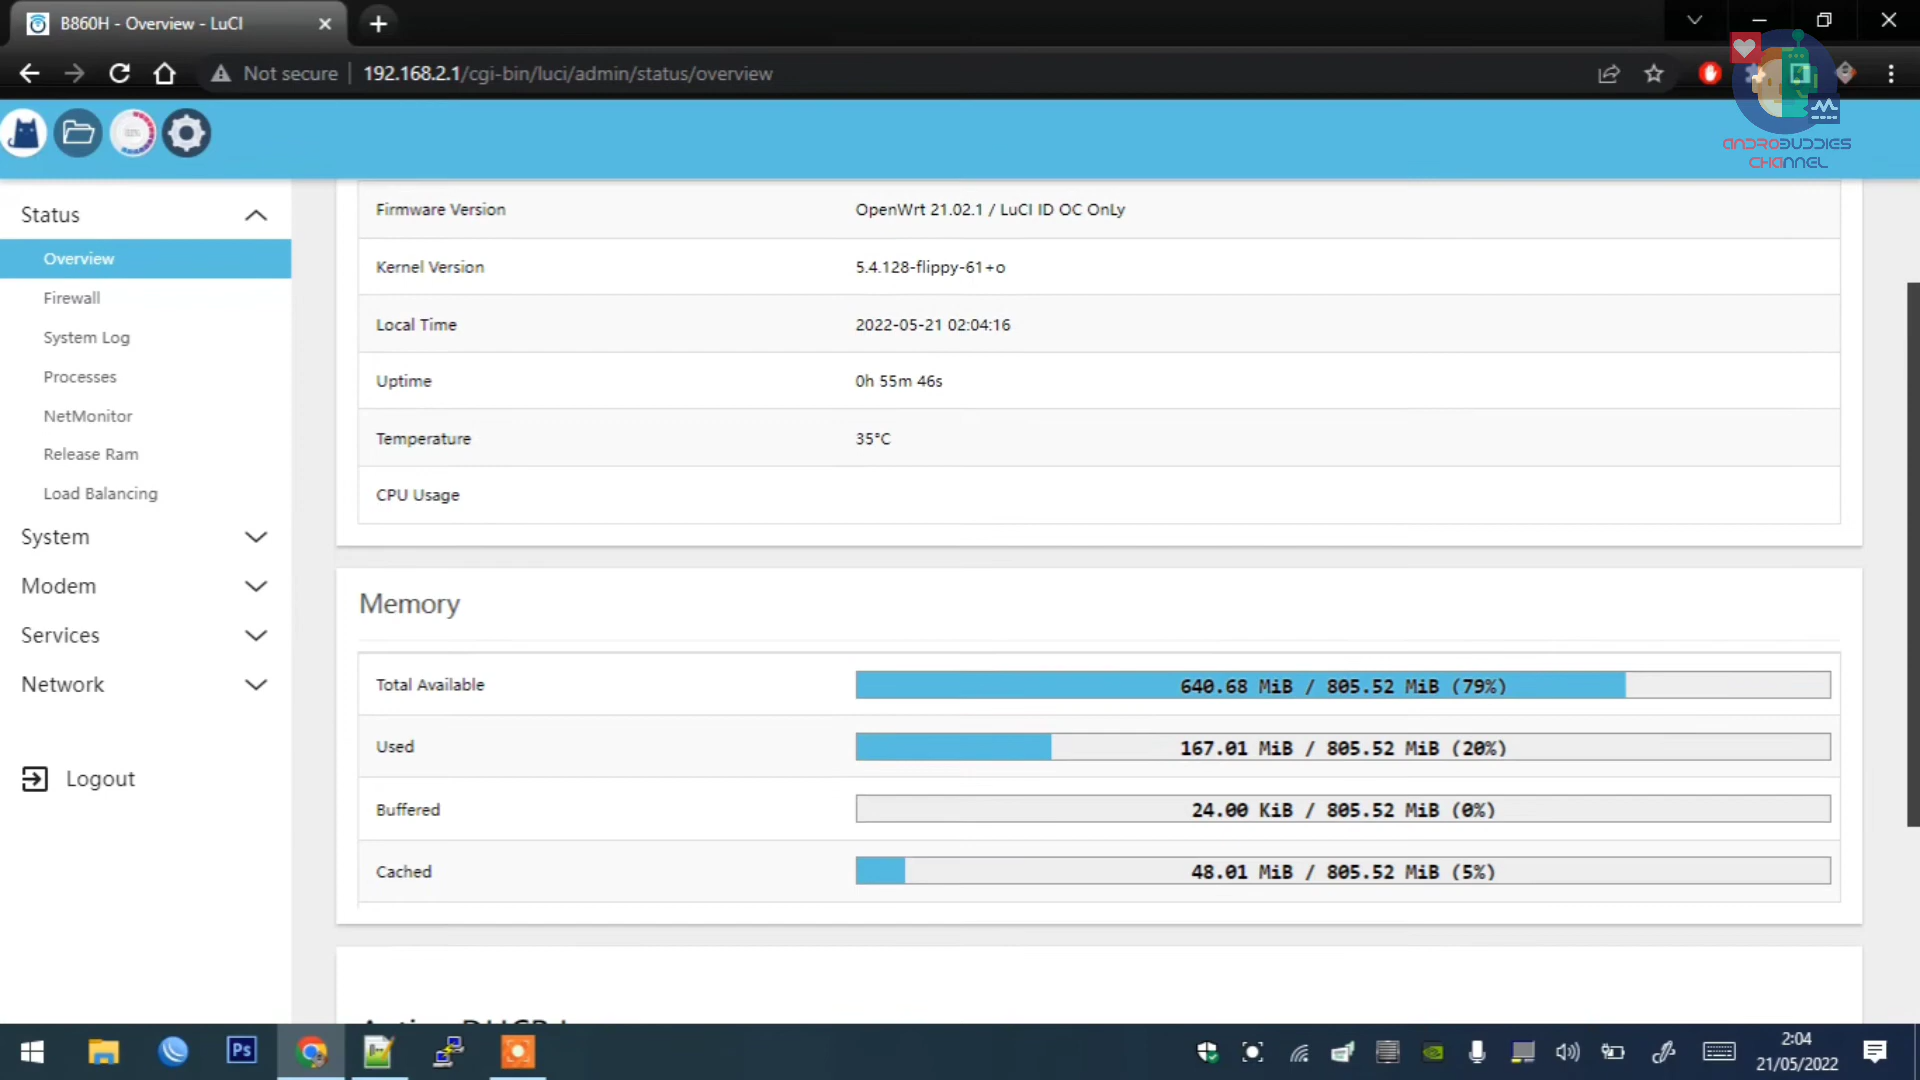 B860H - Overview - LuCI
Not secure
192.168.2.1/cgi-bin/luci/admin/status/overview
ANDROBUDDIES
CHANNEL
Status
Overview
Firewall
System Log
Processes
NetMonitor
Release Ram
Load Balancing
System
Modem
Services
Network
Logout
Firmware Version
OpenWrt 21.02.1 / LuCI ID OC OnLy
Kernel Version
5.4.128-flippy-61+o
Local Time
2022-05-21 02:04:16
Uptime
0h 55m 46s
Temperature
35°C
CPU Usage
Memory
Total Available
640.68 MiB / 805.52 MiB (79%)
Used
167.01 MiB / 805.52 MiB (20%)
Buffered
24.00 KiB / 805.52 MiB (0%)
Cached
48.01 MiB / 805.52 MiB (5%)
Ps
2:04
21/05/2022